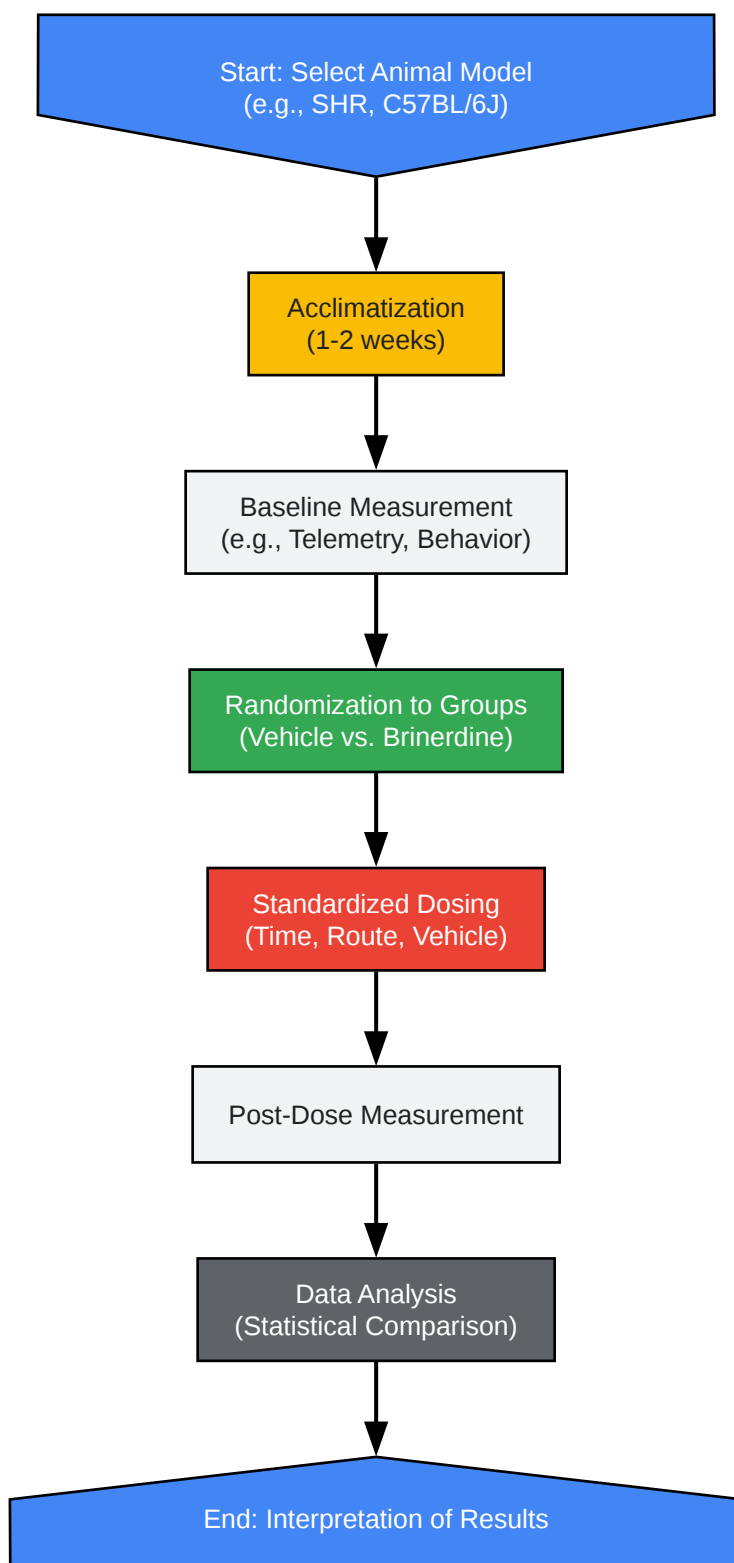 Start: Select Animal Model
(e.g., SHR, C57BL/6J)
Acclimatization
(1-2 weeks)
Baseline Measurement
(e.g., Telemetry, Behavior)
Randomization to Groups
(Vehicle vs. Brinerdine)
Standardized Dosing
(Time, Route, Vehicle)
Post-Dose Measurement
Data Analysis
(Statistical Comparison)
End: Interpretation of Results